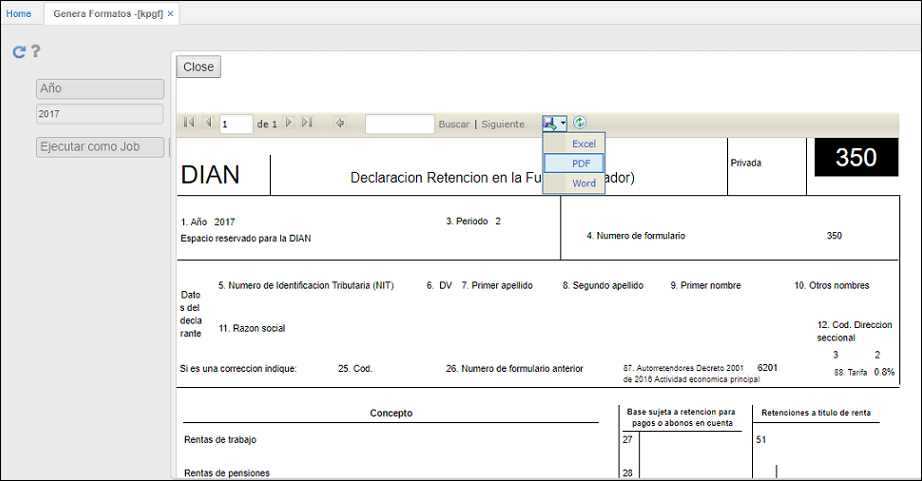 Home
Genera Formatos -[kpgf] ×
?
Close
Año
2017
Ejecutar como Job
1 de 1 Buscar | Siguiente
Excel
PDF
Word
DIAN
Declaracion Retencion en la Fu ador)
Privada
350
1. Año 2017
3. Periodo 2
Espacio reservado para la DIAN
4. Numero de formulario 350
Dato
s del
decla
rante
5. Numero de Identificacion Tributaria (NIT) 6. DV 7. Primer apellido 8. Segundo apellido 9. Primer nombre 10. Otros nombres
11. Razon social
12. Cod. Direccion
seccional
3 2
Si es una correccion indique: 25. Cod. 26. Numero de formulario anterior
87. Autorretendores Decreto 2001 6201
de 2016 Actividad economica principal
88. Tarifa 0.8%
Concepto
Base sujeta a retencion para
pagos o abonos en cuenta
Retenciones a titulo de renta
Rentas de trabajo 27 51
Rentas de pensiones 28